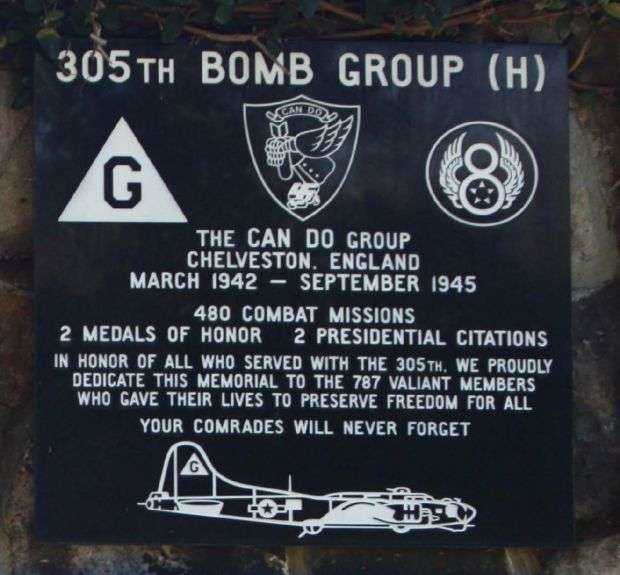 305TH BOMB GROUP (H)
G
CAN DO
8
THE CAN DO GROUP
CHELVESTON, ENGLAND
MARCH 1942 — SEPTEMBER 1945
480 COMBAT MISSIONS
2 MEDALS OF HONOR 2 PRESIDENTIAL CITATIONS
IN HONOR OF ALL WHO SERVED WITH THE 305TH, WE PROUDLY
DEDICATE THIS MEMORIAL TO THE 787 VALIANT MEMBERS
WHO GAVE THEIR LIVES TO PRESERVE FREEDOM FOR ALL
YOUR COMRADES WILL NEVER FORGET
G
H